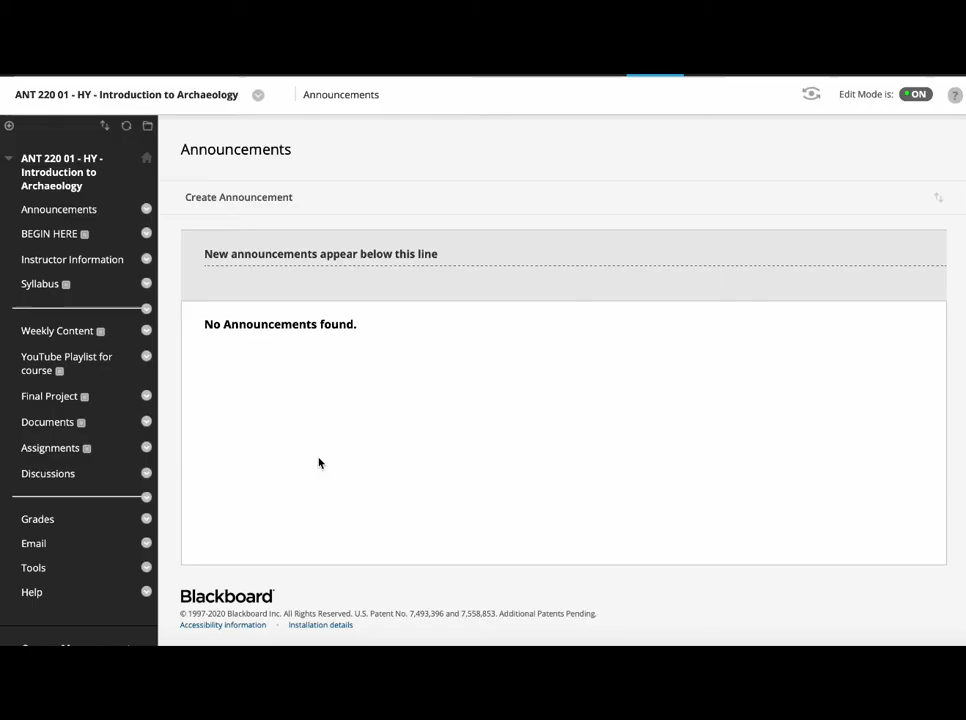 ANT 220 01 - HY - Introduction to Archaeology
Announcements
Edit Mode is:
ON
?
ANT 220 01 - HY -
Introduction to
Archaeology
Announcements
BEGIN HERE
Instructor Information
Syllabus
Weekly Content
YouTube Playlist for
course
Final Project
Documents
Assignments
Discussions
Grades
Email
Tools
Help
Announcements
Create Announcement
New announcements appear below this line
No Announcements found.
Blackboard
© 1997-2020 Blackboard Inc. All Rights Reserved. U.S. Patent No. 7,493,396 and 7,558,853. Additional Patents Pending.
Accessibility information · Installation details